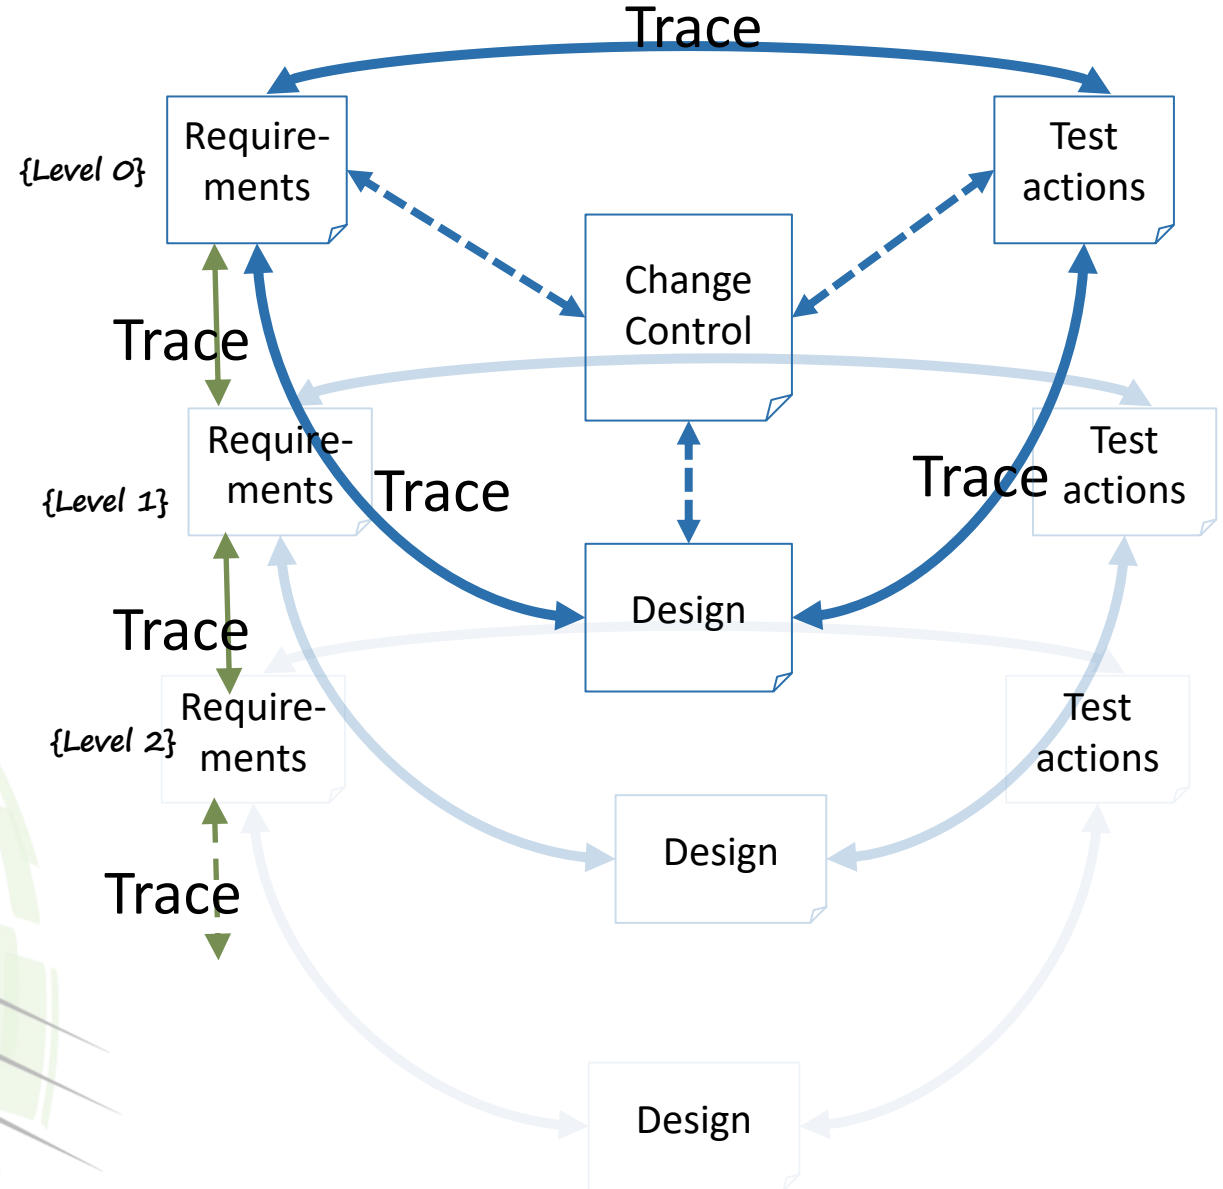 Trace
Require-
ments
Test
actions
{Level 0}
Change
Control
Trace
Require-
ments
Test
actions
{Level 1}
Trace
Trace
Design
Trace
Require-
ments
Test
actions
{Level 2}
Design
Trace
Design